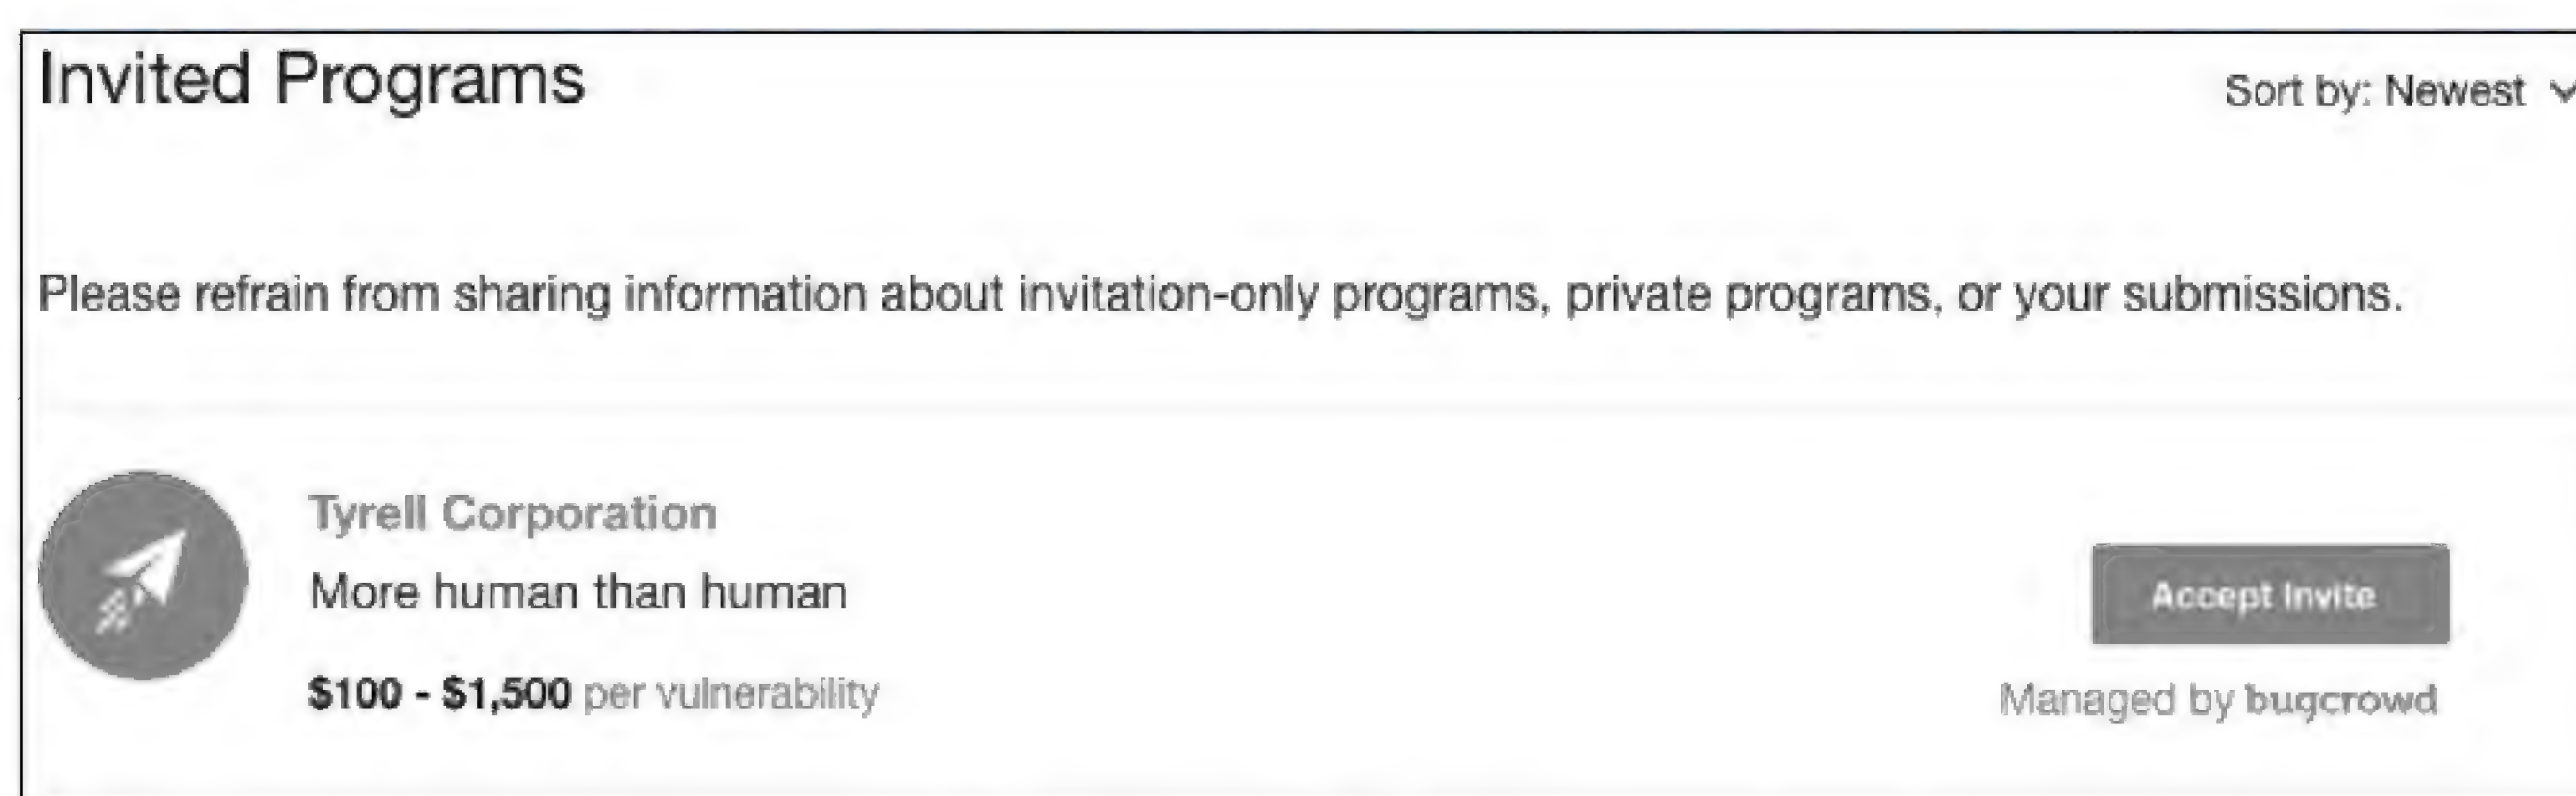 Invited Programs
Sort by: Newest
Please refrain from sharing information about invitation-only programs, private programs, or your submissions.
Tyrell Corporation
More human than human
Accept Invite
$100 - $1,500 per vulnerability
Managed by bugcrowd